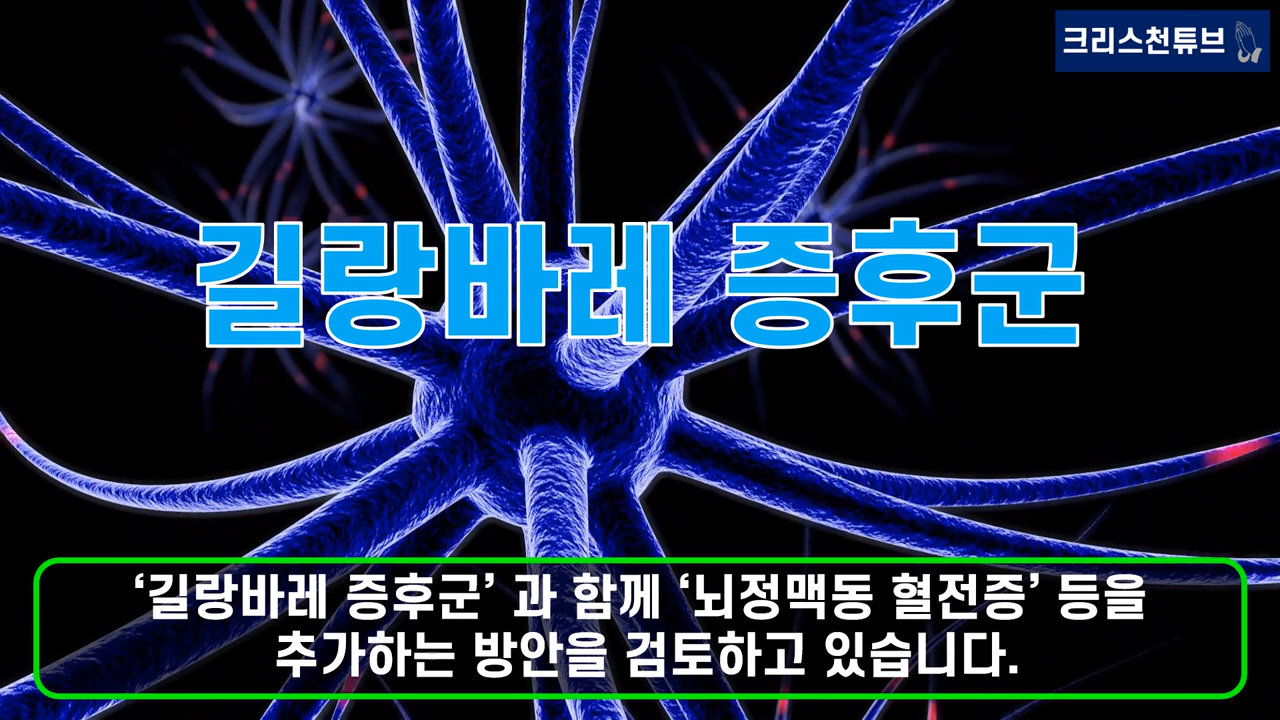 크리스천튜브
길랑바레 증후군
‘길랑바레 증후군’ 과 함께 ‘뇌정맥동 혈전증’ 등을
추가하는 방안을 검토하고 있습니다.